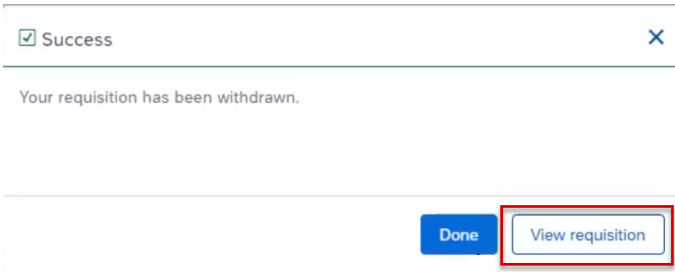 Success
Your requisition has been withdrawn.
Done
View requisition